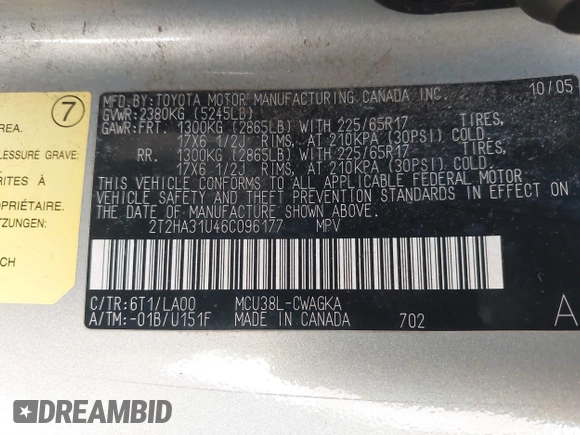 7
AREA.
PLESSURE GRAVE:
RITES À
PROPRIÉTAIRE.
TZUNGEN:
CH
MFD.BY:TOYOTA MOTOR MANUFACTURING CANADA INC. 10/05
GVWR:2380KG (5245LB)
GAWR:FRT. 1300KG (2865LB) WITH 225/65R17 TIRES,
17X6 1/2J RIMS, AT 210KPA (30PSI) COLD.
RR. 1300KG (2865LB) WITH 225/65R17 TIRES,
17X6 1/2J RIMS, AT 210KPA (30PSI) COLD.
THIS VEHICLE CONFORMS TO ALL APPLICABLE FEDERAL MOTOR
VEHICLE SAFETY AND THEFT PREVENTION STANDARDS IN EFFECT ON
THE DATE OF MANUFACTURE SHOWN ABOVE.
2T2HA31U46C096177 MPV
C/TR:6T1/LA00 MCU38L-CWAGKA
A/TM:-01B/U151F MADE IN CANADA 702 A
DREAMBID